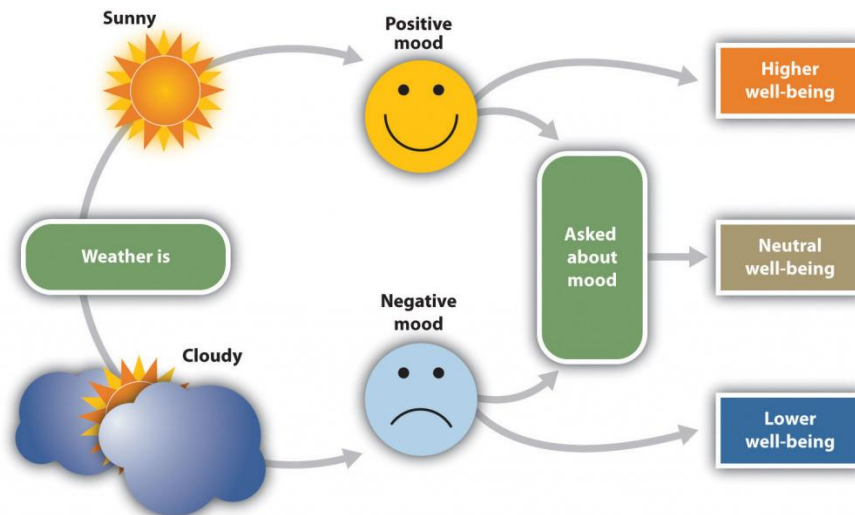 Sunny
Positive
mood
Higher
well-being
Weather is
Asked
about
mood
Neutral
well-being
Negative
mood
Cloudy
Lower
well-being